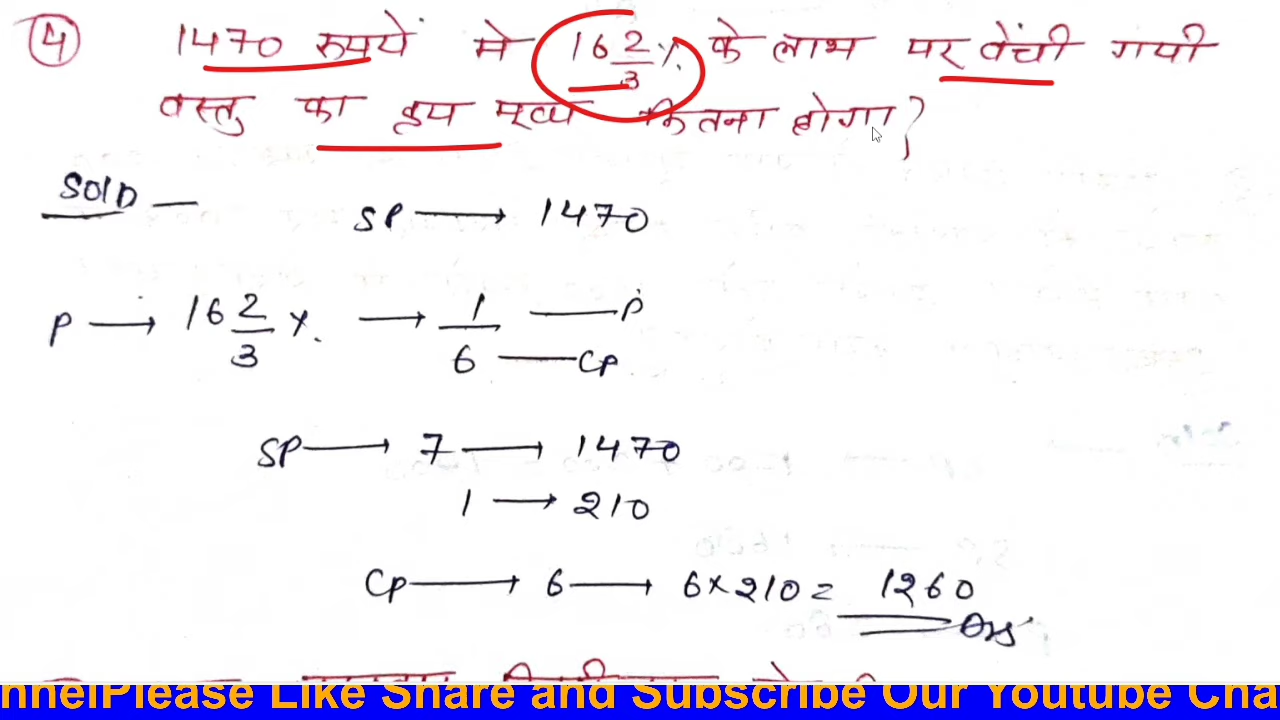 ④ 1470 रुपये मे 16 2/3 % के लाभ पर बेंची गयी
वस्तु का क्रय मूल्य कितना होगा?
Sol D —
SP ⟶ 1470
P ⟶ 16 2/3 %. ⟶ 1/6 — P — CP
SP ⟶ 7 ⟶ 1470
1 ⟶ 210
CP ⟶ 6 ⟶ 6×210 = 1260 Ans
nnelPlease Like Share and Subscribe Our Youtube Cha